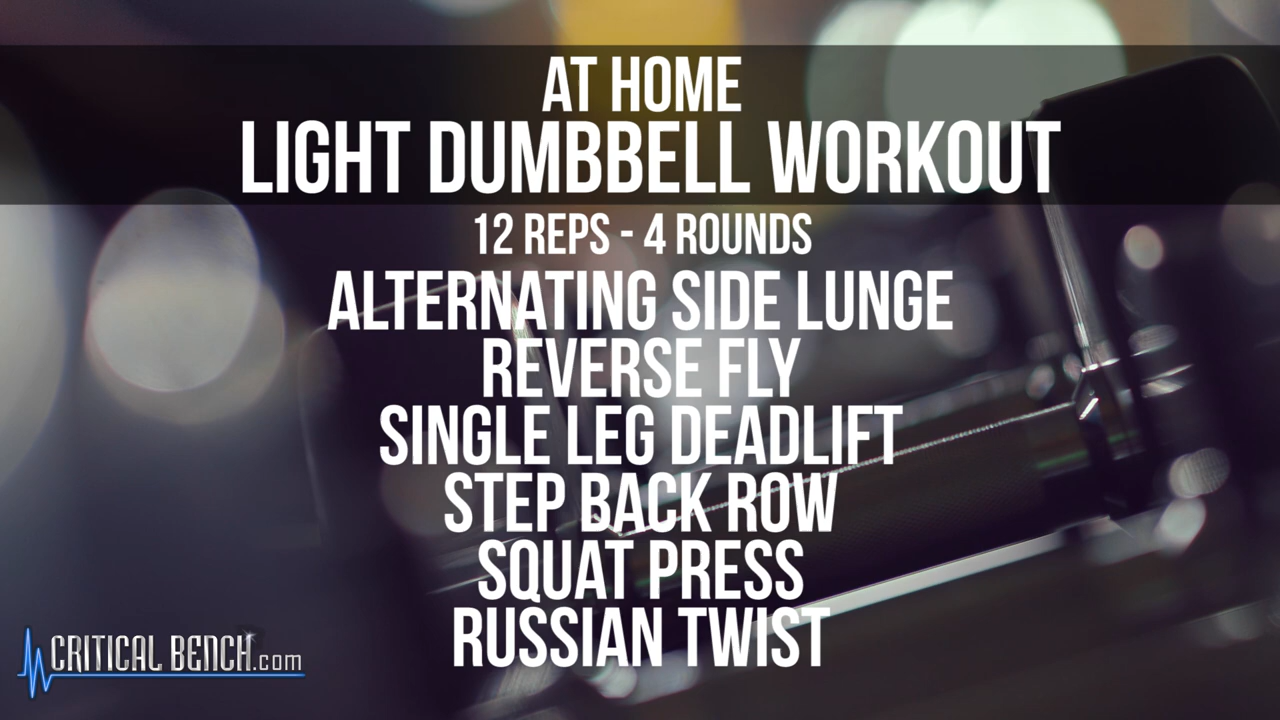 AT HOME
LIGHT DUMBBELL WORKOUT
12 REPS - 4 ROUNDS
ALTERNATING SIDE LUNGE
REVERSE FLY
SINGLE LEG DEADLIFT
STEP BACK ROW
SQUAT PRESS
RUSSIAN TWIST
CRITICAL BENCH.com